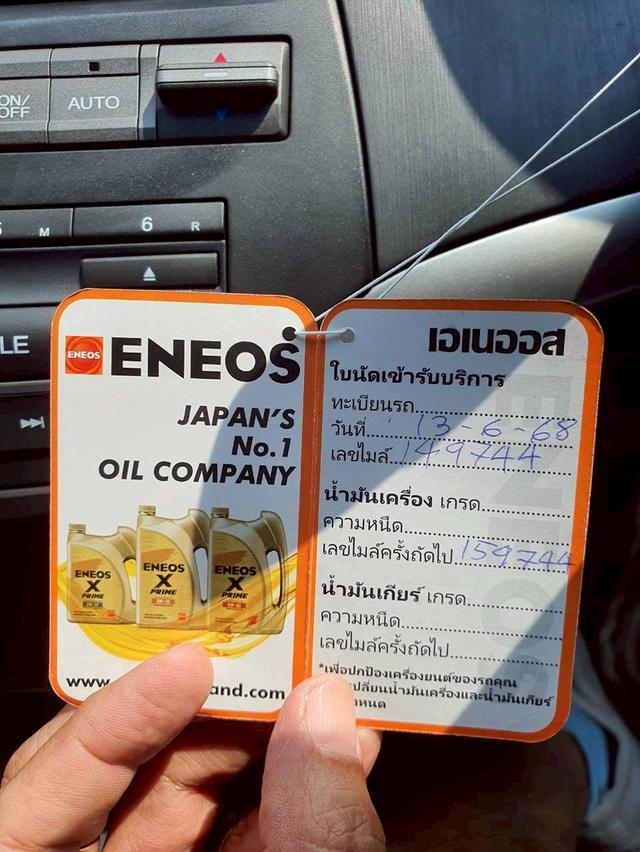 ON/
OFF
AUTO
M
6 R
LE
ENEOS
ENEOS
JAPAN'S
No.1
OIL COMPANY
ENEOS
X
PRIME
ENEOS
X
PRIME
ENEOS
X
PRIME
www.
and.com
เอเนออส
ใบนัดเข้ารับบริการ
ทะเบียนรถ
วันที่ 13-6-68
เลขไมล์ 149744
น้ำมันเครื่อง เกรด
ความหนืด
เลขไมล์ครั้งถัดไป 159744
น้ำมันเกียร์ เกรด
ความหนืด
เลขไมล์ครั้งถัดไป
*เพื่อปกป้องเครื่องยนต์ของรถคุณ
เปลี่ยนน้ำมันเครื่องและน้ำมันเกียร์